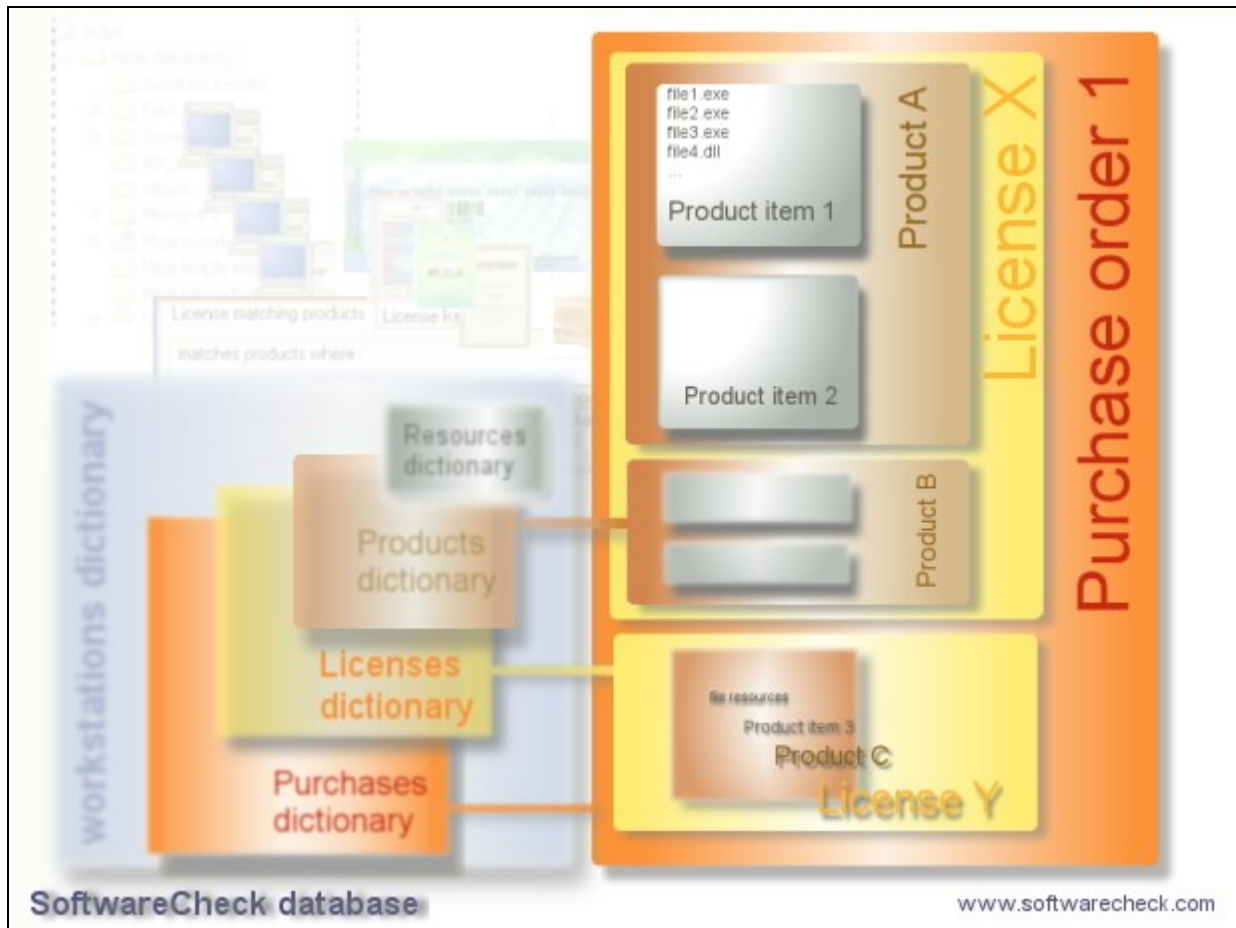 License matching products
License Ke
matches products where :
workstations dictionary
Resources
dictionary
Products
dictionary
Licenses
dictionary
Purchases
dictionary
file1.exe
file2.exe
file3.exe
file4.dll
...
Product item 1
Product A
Product item 2
License X
Purchase order 1
Product B
file resources
Product item 3
Product C
License Y
SoftwareCheck database
www.softwarecheck.com